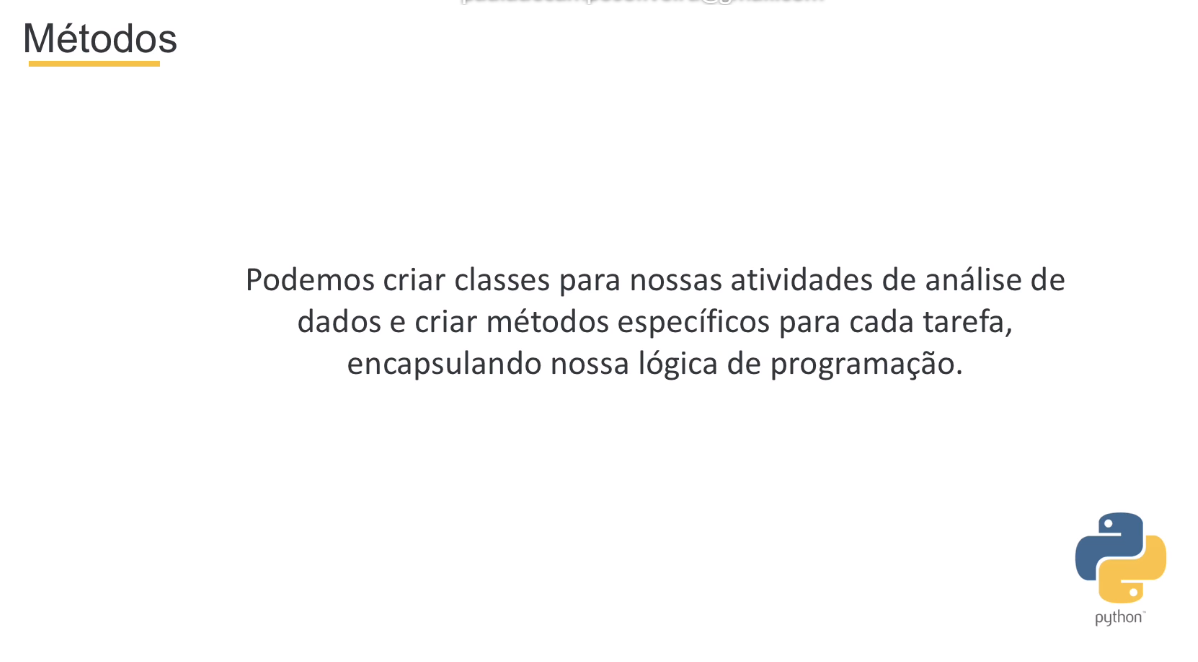 Métodos
Podemos criar classes para nossas atividades de análise de
dados e criar métodos específicos para cada tarefa,
encapsulando nossa lógica de programação.
python